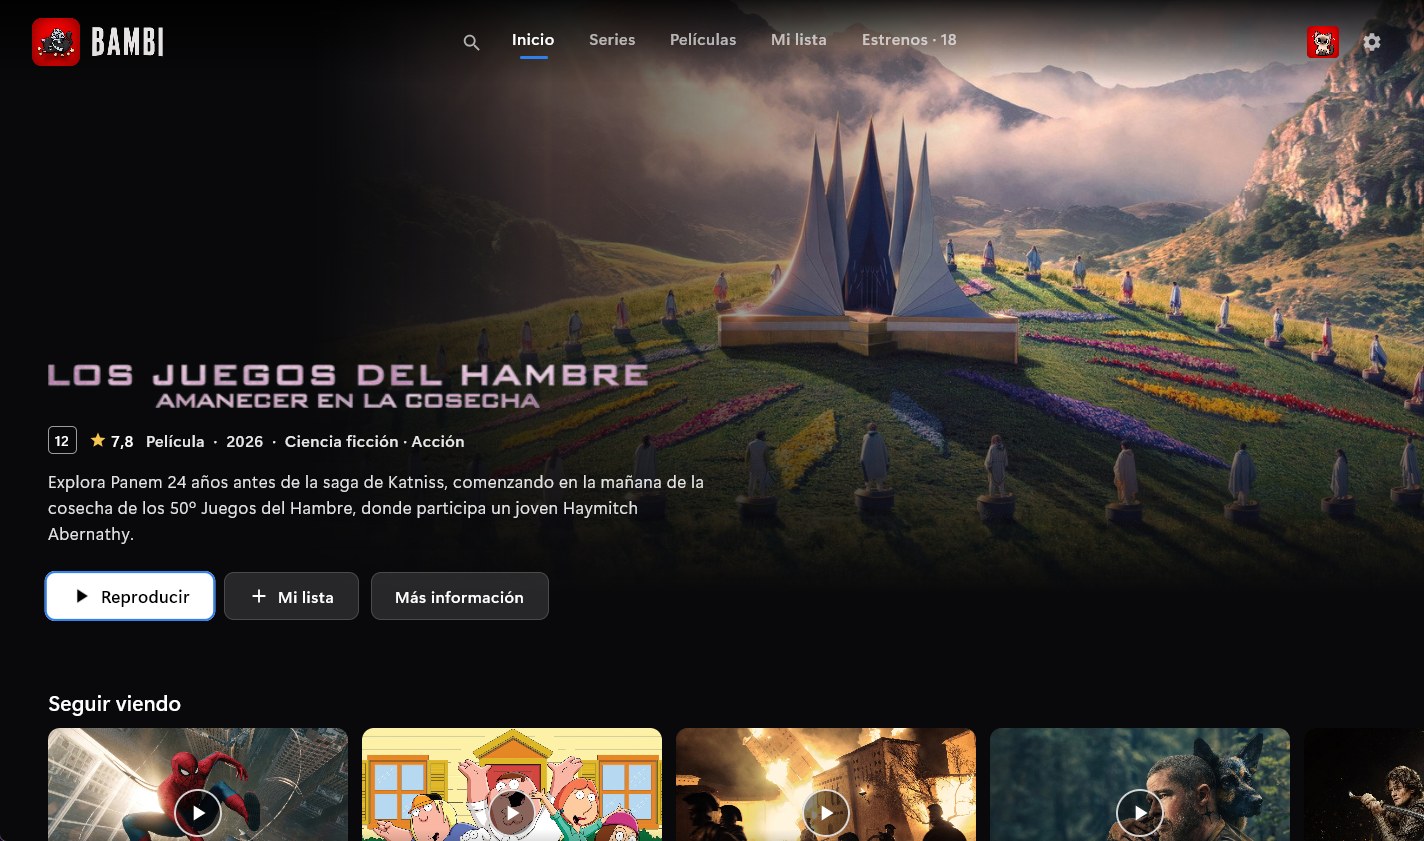 BAMBI
Inicio
Series
Películas
Mi lista
Estrenos · 18
LOS JUEGOS DEL HAMBRE
AMANECER EN LA COSECHA
12
7,8 Película · 2026 · Ciencia ficción · Acción
Explora Panem 24 años antes de la saga de Katniss, comenzando en la mañana de la
cosecha de los 50º Juegos del Hambre, donde participa un joven Haymitch
Abernathy.
Reproducir
Mi lista
Más información
Seguir viendo